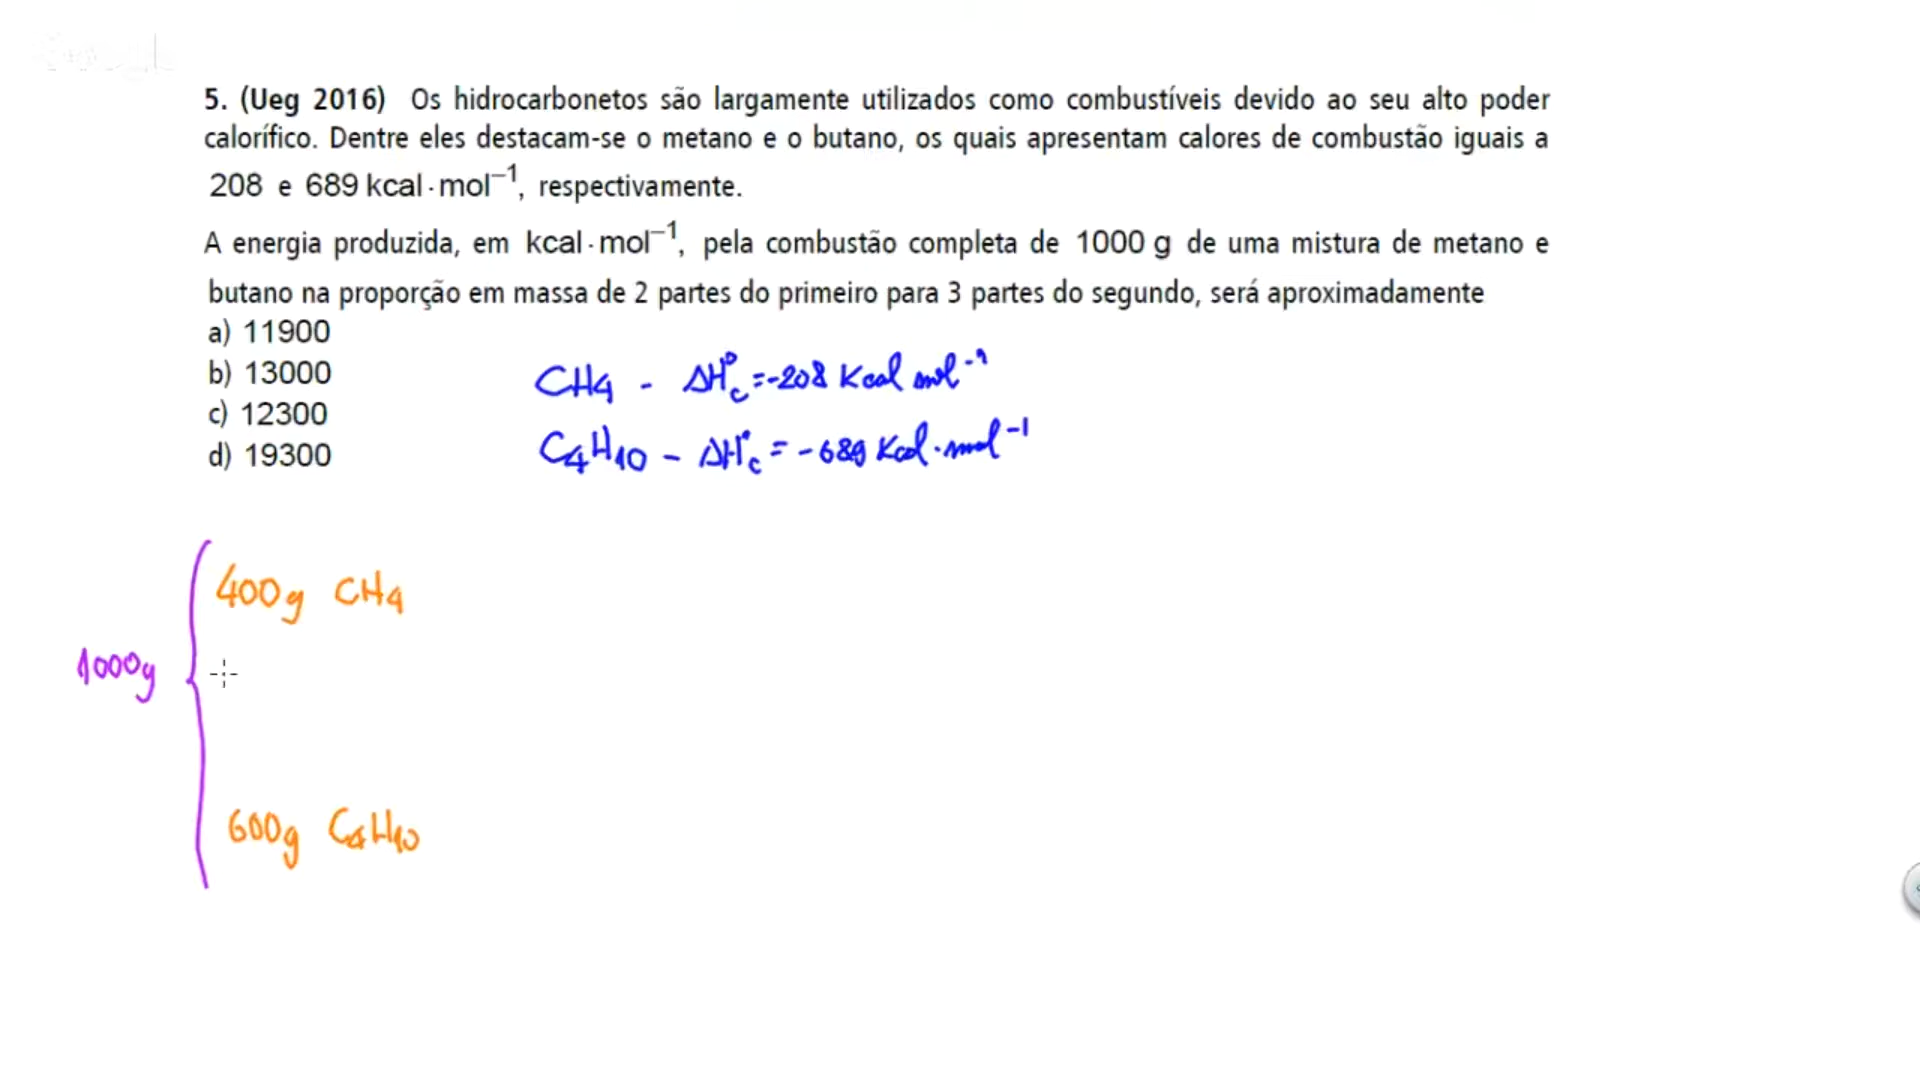 5. (Ueg 2016) Os hidrocarbonetos são largamente utilizados como combustíveis devido ao seu alto poder
calorífico. Dentre eles destacam-se o metano e o butano, os quais apresentam calores de combustão iguais a
208 e 689 kcal·mol⁻¹, respectivamente.
A energia produzida, em kcal·mol⁻¹, pela combustão completa de 1000 g de uma mistura de metano e
butano na proporção em massa de 2 partes do primeiro para 3 partes do segundo, será aproximadamente
a) 11900
b) 13000
c) 12300
d) 19300
CH4 - ΔH°c = -208 Kcal mol⁻¹
C4H10 - ΔH°c = -689 Kcal·mol⁻¹
400g CH4
1000g
600g C4H10